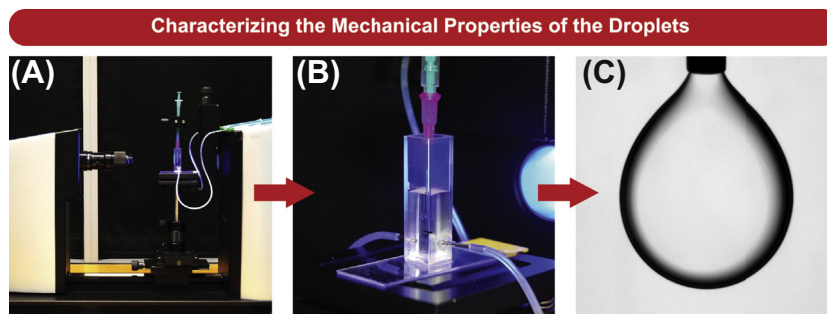 Characterizing the Mechanical Properties of the Droplets
(A)
(B)
(C)